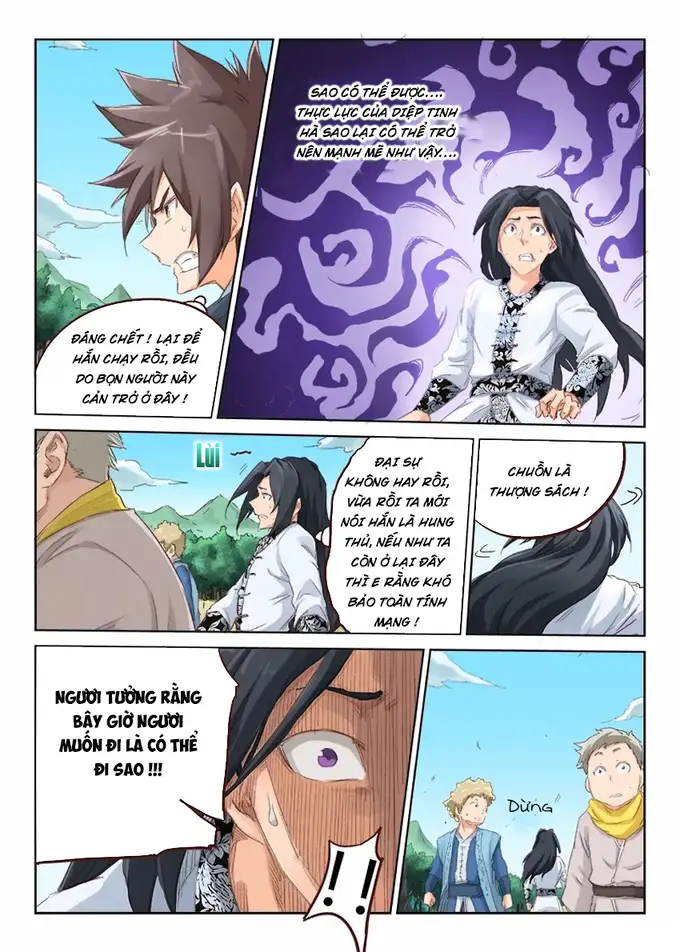 SAO CÓ THỂ ĐƯỢC....
THỰC LỰC CỦA DIỆP TINH
HÀ SAO LẠI CÓ THỂ TRỞ
NÊN MẠNH MẼ NHƯ VẬY....
ĐÁNG CHẾT ! LẠI ĐỂ
HẮN CHẠY RỒI, ĐỀU
DO BỌN NGƯỜI NÀY
CẢN TRỞ Ở ĐÂY !
LÙI
ĐẠI SỰ
KHÔNG HAY RỒI,
VỪA RỒI TA MỚI
NÓI HẮN LÀ HUNG
THỦ, NẾU NHƯ TA
CÒN Ở LẠI ĐÂY
THÌ E RẰNG KHÓ
BẢO TOÀN TÍNH
MẠNG !
CHUỒN LÀ
THƯỢNG SÁCH !
NGƯƠI TƯỞNG RẰNG
BÂY GIỜ NGƯƠI
MUỐN ĐI LÀ CÓ THỂ
ĐI SAO !!!
DỪNG
!!